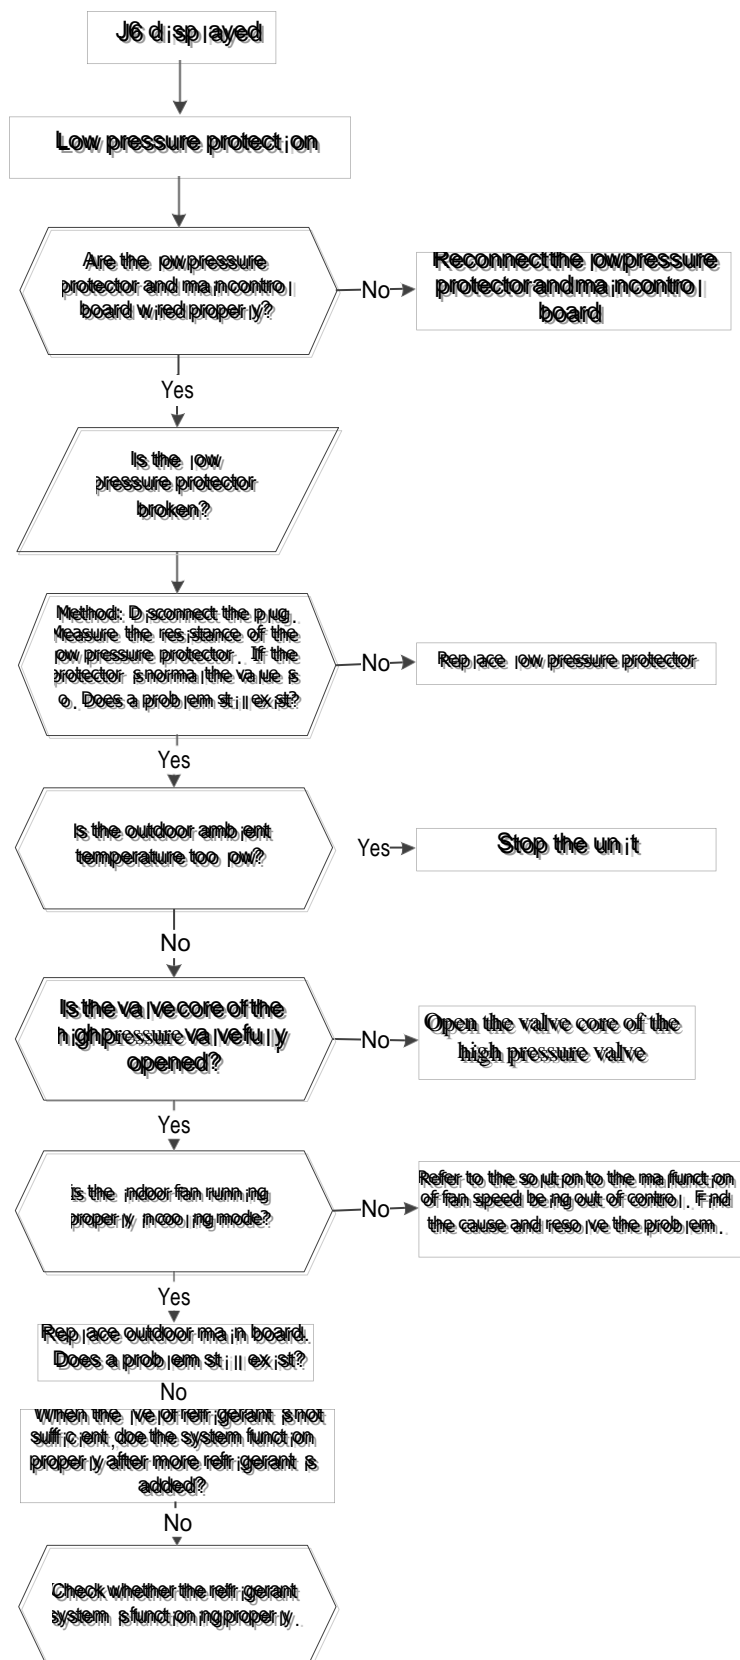 J6 displayed
Low pressure protection
Are the low pressure
protector and main control
board wired properly?
No
Reconnect the low pressure
protector and main control
board
Yes
Is the low
pressure protector
broken?
Method: Disconnect the plug.
Measure the resistance of the
low pressure protector. If the
protector is normal the value is
0. Does a problem still exist?
No
Replace low pressure protector
Yes
Is the outdoor ambient
temperature too low?
Yes
Stop the unit
No
Is the valve core of the
high pressure valve fully
opened?
No
Open the valve core of the
high pressure valve
Yes
is the indoor fan running
properly in cooling mode?
No
Refer to the solution to the malfunction
of fan speed being out of control. Find
the cause and resolve the problem.
Yes
Replace outdoor main board.
Does a problem still exist?
No
When the of refrigerant is not
sufficient, doe the system function
properly after more refrigerant is
added?
No
Check whether the refrigerant
system is functioning properly.